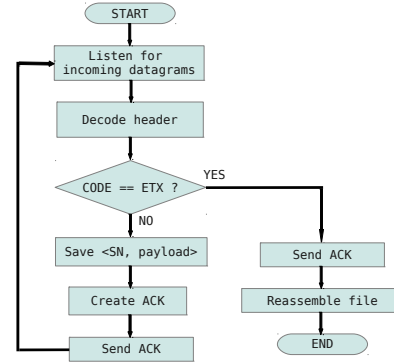 START
Listen for
incoming datagrams
Decode header
CODE == ETX ?
YES
NO
Save <SN, payload>
Create ACK
Send ACK
Send ACK
Reassemble file
END